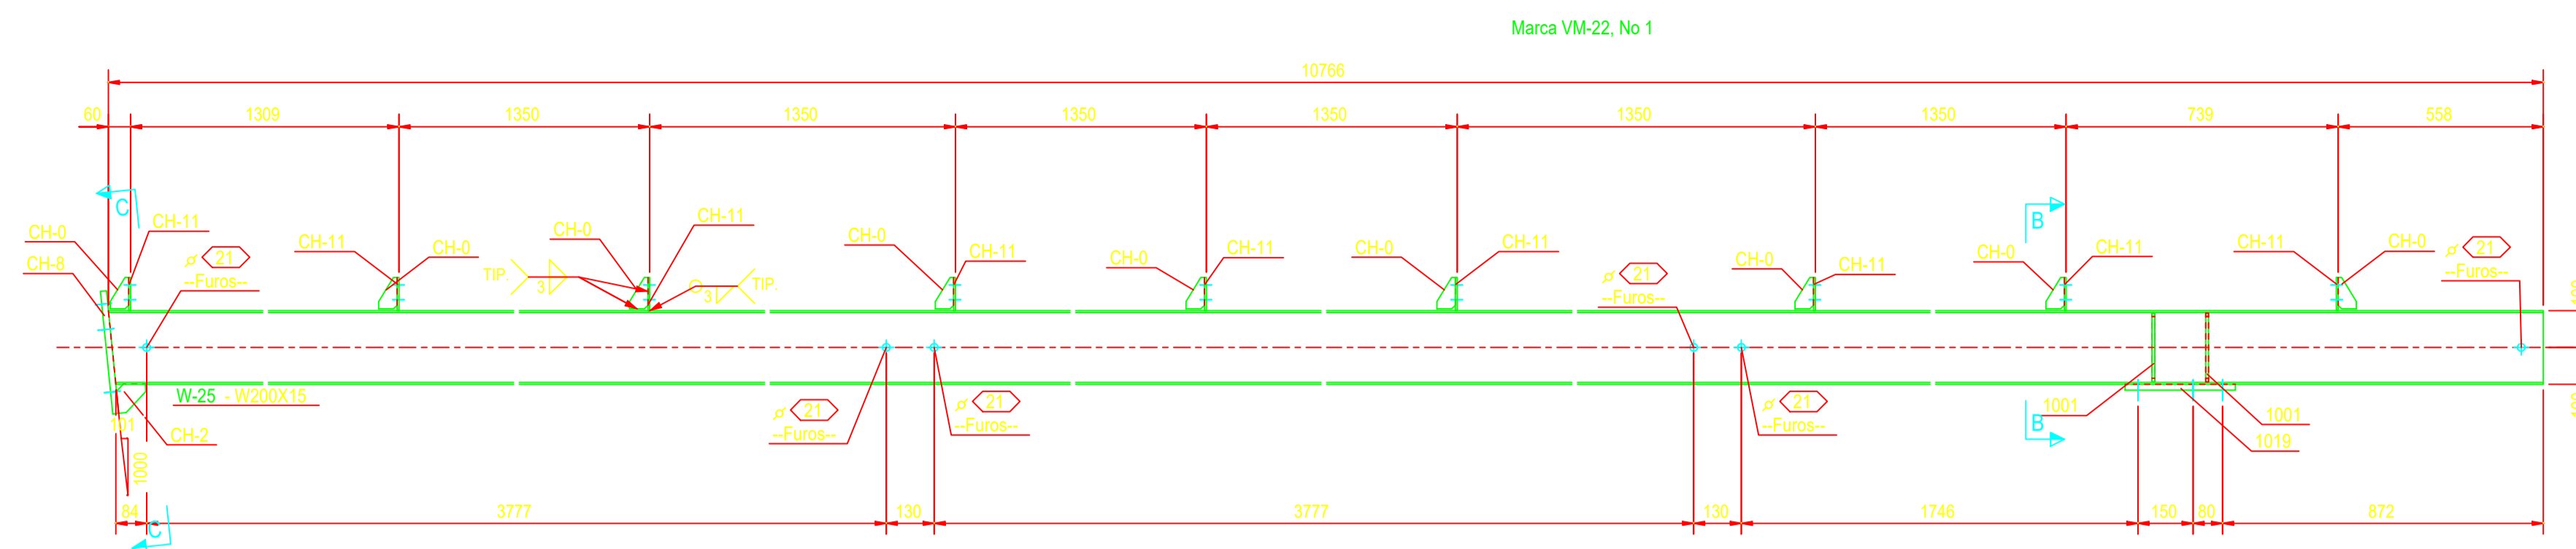 Marca VM-22, No 1
10766
60 1309 1350 1350 1350 1350 1350 1350 739 558
C
B
CH-0 CH-11 CH-11 CH-0 CH-0 CH-11 CH-0 CH-11 CH-0 CH-11 CH-0 CH-11 CH-0 CH-11 CH-0 CH-11 CH-11 CH-0
CH-8
ø 21
--Furos--
TIP. 3
3 TIP.
ø 21
--Furos--
ø 21
--Furos--
W-25 - W200X15
ø 21
--Furos--
ø 21
--Furos--
ø 21
--Furos--
1001
B
1001
1019
101
CH-2
1000
84 3777 130 3777 130 1746 150 80 872
C